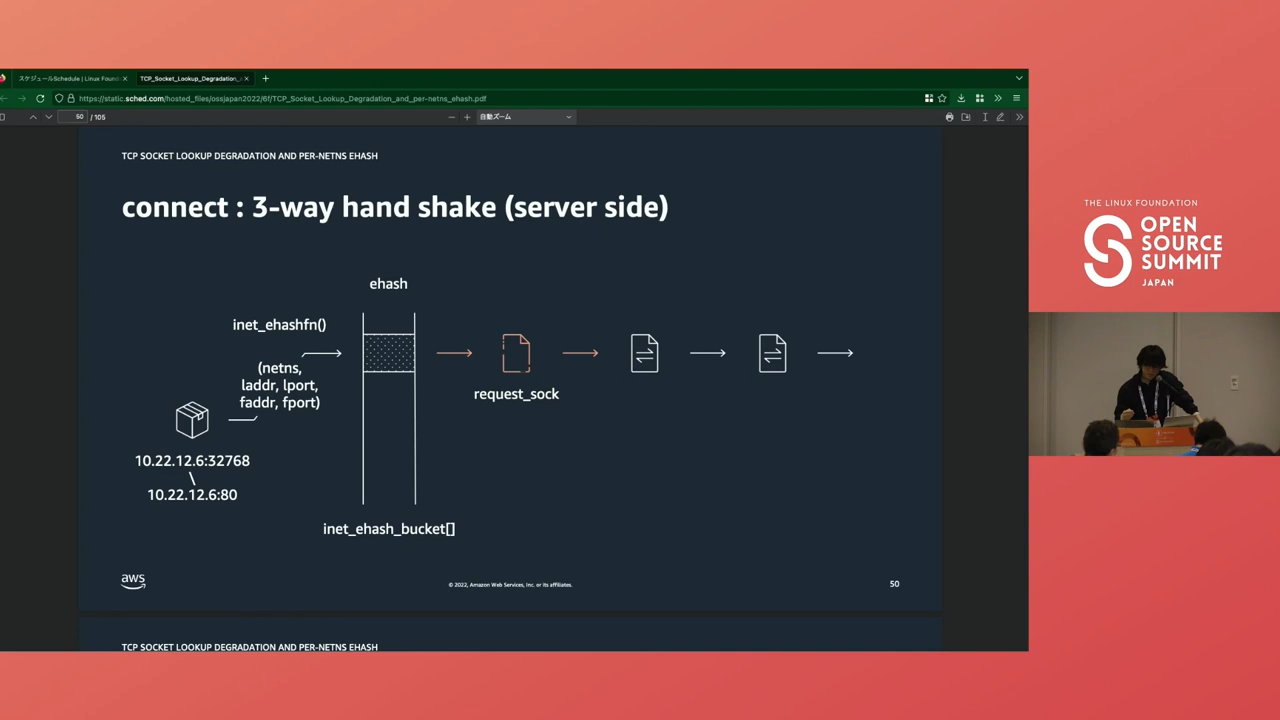 スケジュールSchedule | Linux Found
TCP_Socket_Lookup_Degradation_
https://static.sched.com/hosted_files/ossjapan2022/6f/TCP_Socket_Lookup_Degradation_and_per-netns_ehash.pdf
50 / 105
自動ズーム
TCP SOCKET LOOKUP DEGRADATION AND PER-NETNS EHASH
connect : 3-way hand shake (server side)
ehash
inet_ehashfn()
(netns,
laddr, lport,
faddr, fport)
request_sock
10.22.12.6:32768
10.22.12.6:80
inet_ehash_bucket[]
aws
© 2022, Amazon Web Services, Inc. or its affiliates.
50
TCP SOCKET LOOKUP DEGRADATION AND PER-NETNS EHASH
THE LINUX FOUNDATION
OPEN
SOURCE
SUMMIT
JAPAN